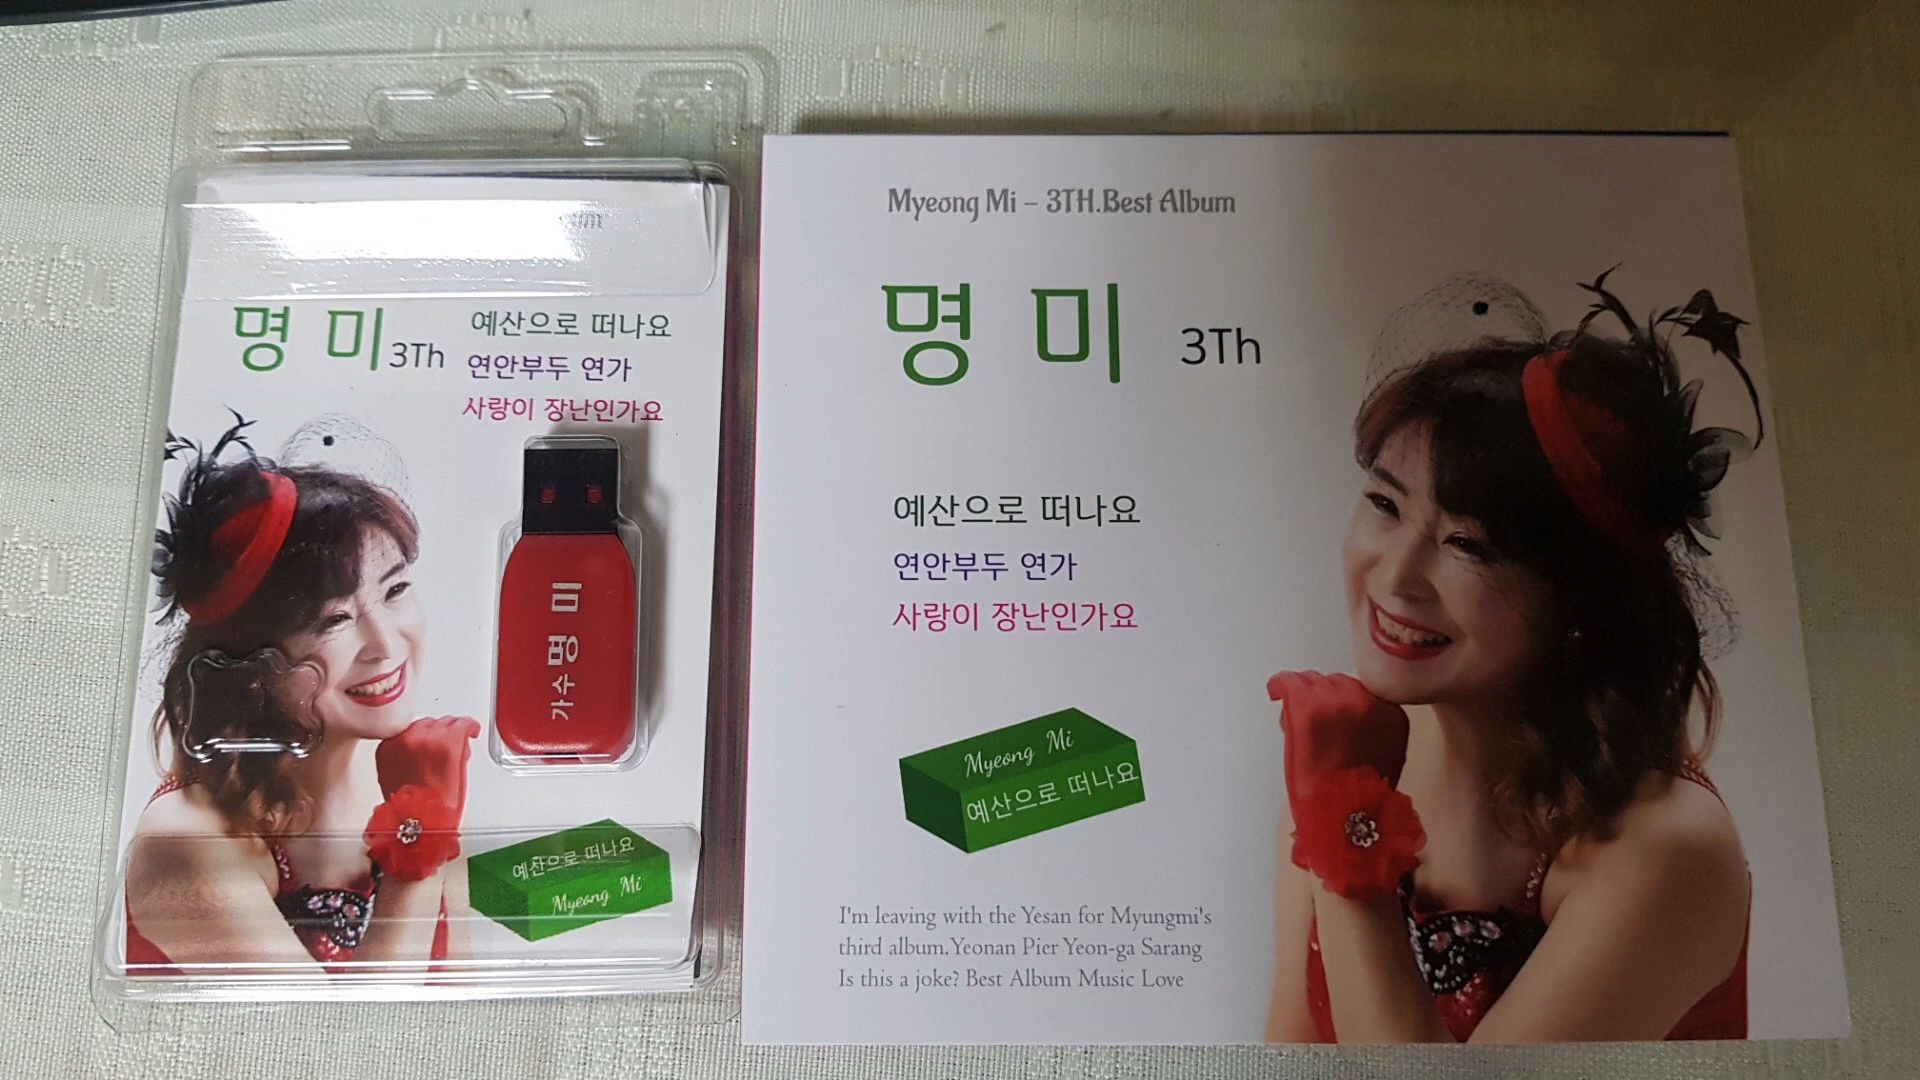 명 미 3Th
예산으로 떠나요
연안부두 연가
사랑이 장난인가요
가수 명 미
예산으로 떠나요
Myeong Mi
Myeong Mi – 3TH.Best Album
명 미 3Th
예산으로 떠나요
연안부두 연가
사랑이 장난인가요
Myeong Mi
예산으로 떠나요
I'm leaving with the Yesan for Myungmi's
third album.Yeonan Pier Yeon-ga Sarang
Is this a joke? Best Album Music Love